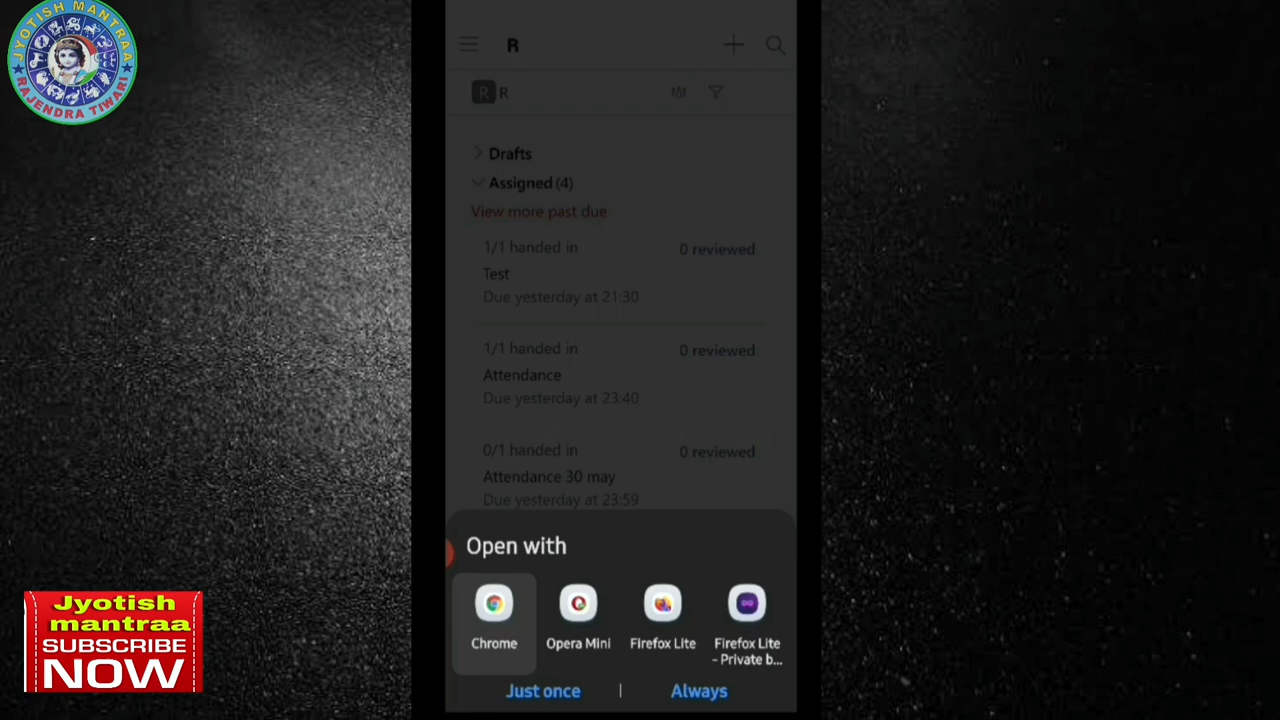 JYOTISH MANTRAA
RAJENDRA TIWARI
R
R R
Drafts
Assigned (4)
View more past due
1/1 handed in
0 reviewed
Test
Due yesterday at 21:30
1/1 handed in
0 reviewed
Attendance
Due yesterday at 23:40
0/1 handed in
0 reviewed
Attendance 30 may
Due yesterday at 23:59
Open with
Chrome
Opera Mini
Firefox Lite
Firefox Lite
- Private b...
Just once
Always
Jyotish
mantraa
SUBSCRIBE
NOW